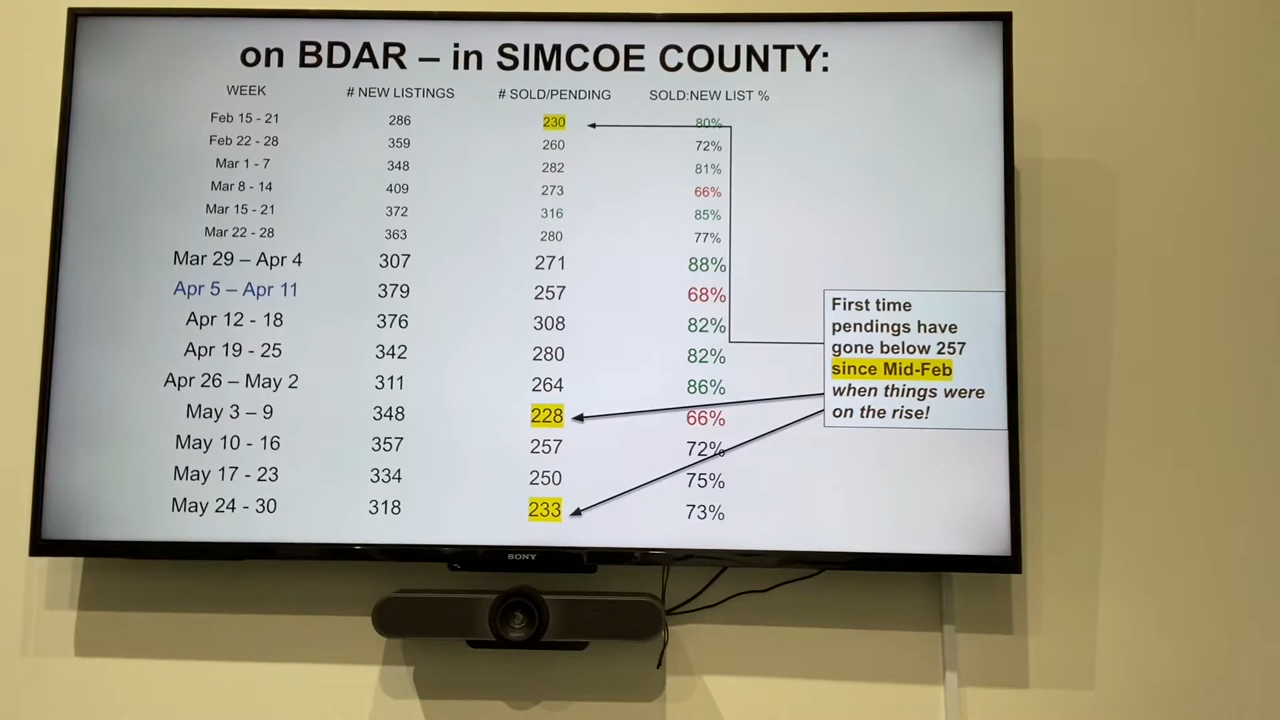 on BDAR – in SIMCOE COUNTY:
WEEK # NEW LISTINGS # SOLD/PENDING SOLD:NEW LIST %
Feb 15 - 21 286 230 80%
Feb 22 - 28 359 260 72%
Mar 1 - 7 348 282 81%
Mar 8 - 14 409 273 66%
Mar 15 - 21 372 316 85%
Mar 22 - 28 363 280 77%
Mar 29 – Apr 4 307 271 88%
Apr 5 – Apr 11 379 257 68%
Apr 12 - 18 376 308 82%
Apr 19 - 25 342 280 82%
Apr 26 – May 2 311 264 86%
May 3 – 9 348 228 66%
May 10 - 16 357 257 72%
May 17 - 23 334 250 75%
May 24 - 30 318 233 73%
First time
pendings have
gone below 257
since Mid-Feb
when things were
on the rise!
SONY